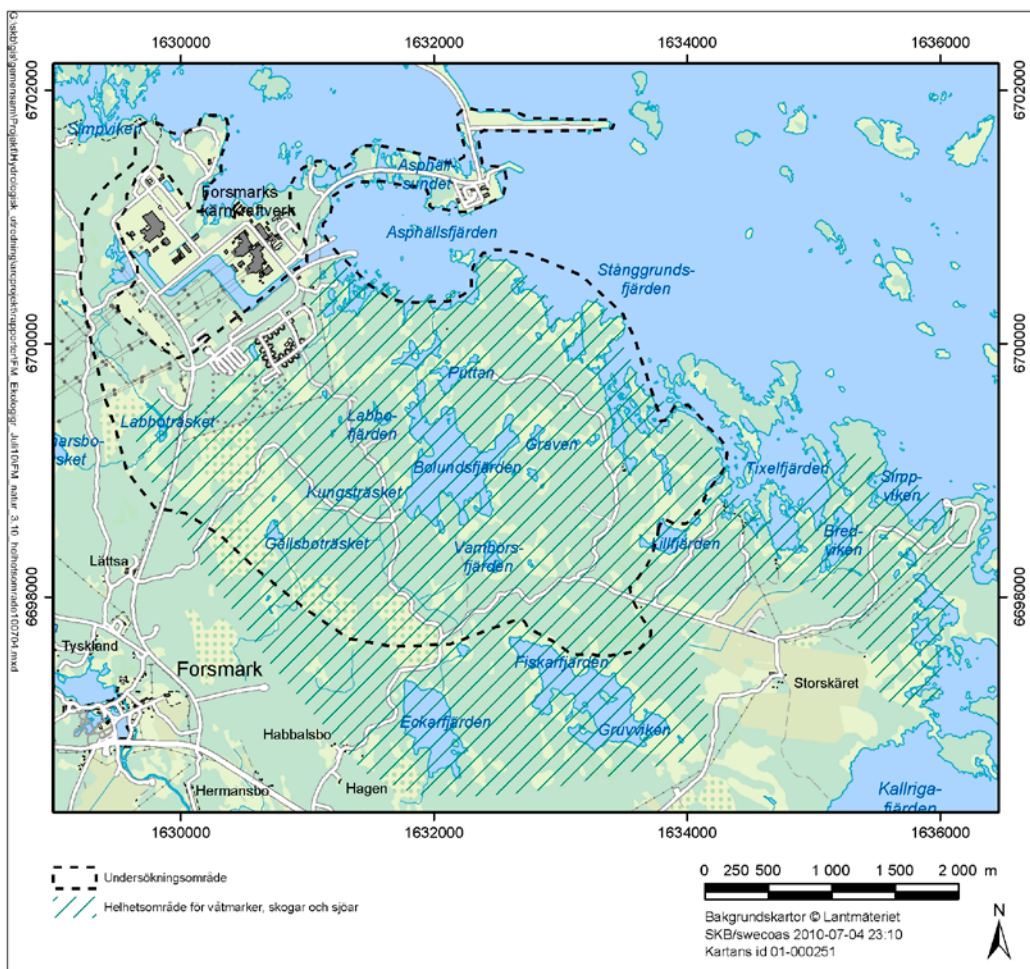 1630000 1632000 1634000 1636000
6702000
6702000
Simpviken
Asphäll-
sundet
Forsmarks
kärnkraftverk
Asphällsfjärden
Stånggrunds-
fjärden
6700000
6700000
Puttan
Labboträsket
Labbo-
fjärden
Graven
Bolundsfjärden
Tixelfjärden
Simp-
viken
Kungsträsket
Gällsboträsket
Vambors-
fjärden
Lillfjärden
Bred-
viken
Lättsa
6698000
6698000
Tyskland
Forsmark
Fiskarfjärden
Storskäret
Eckarfjärden
Gruvviken
Habbalsbo
Hermansbo
Hagen
Kallriga-
fjärden
1630000 1632000 1634000 1636000
Undersökningsområde
Helhetsområde för våtmarker, skogar och sjöar
0 250 500 1 000 1 500 2 000 m
Bakgrundskartor © Lantmäteriet
SKB/swecoas 2010-07-04 23:10
Kartans id 01-000251
N